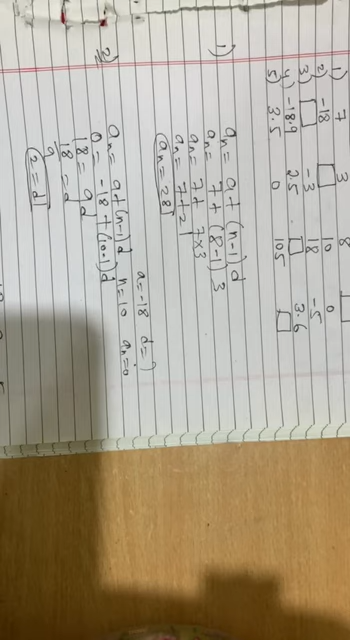 1) 7 3 8 □
2) -18 □ 10 0
3) □ -3 18 -5
4) -18.9 2.5 □ 3.6
5) 3.5 0 105 □
1) an = a + (n-1) d
an = 7 + (8-1) 3
an = 7 + 7×3
an = 7+21
an = 28
a = -18 d = ?
2) an = a + (n-1) d n = 10 an = 0
0 = -18 + (10-1) d
18 = 9d
18/9 = d
2 = d